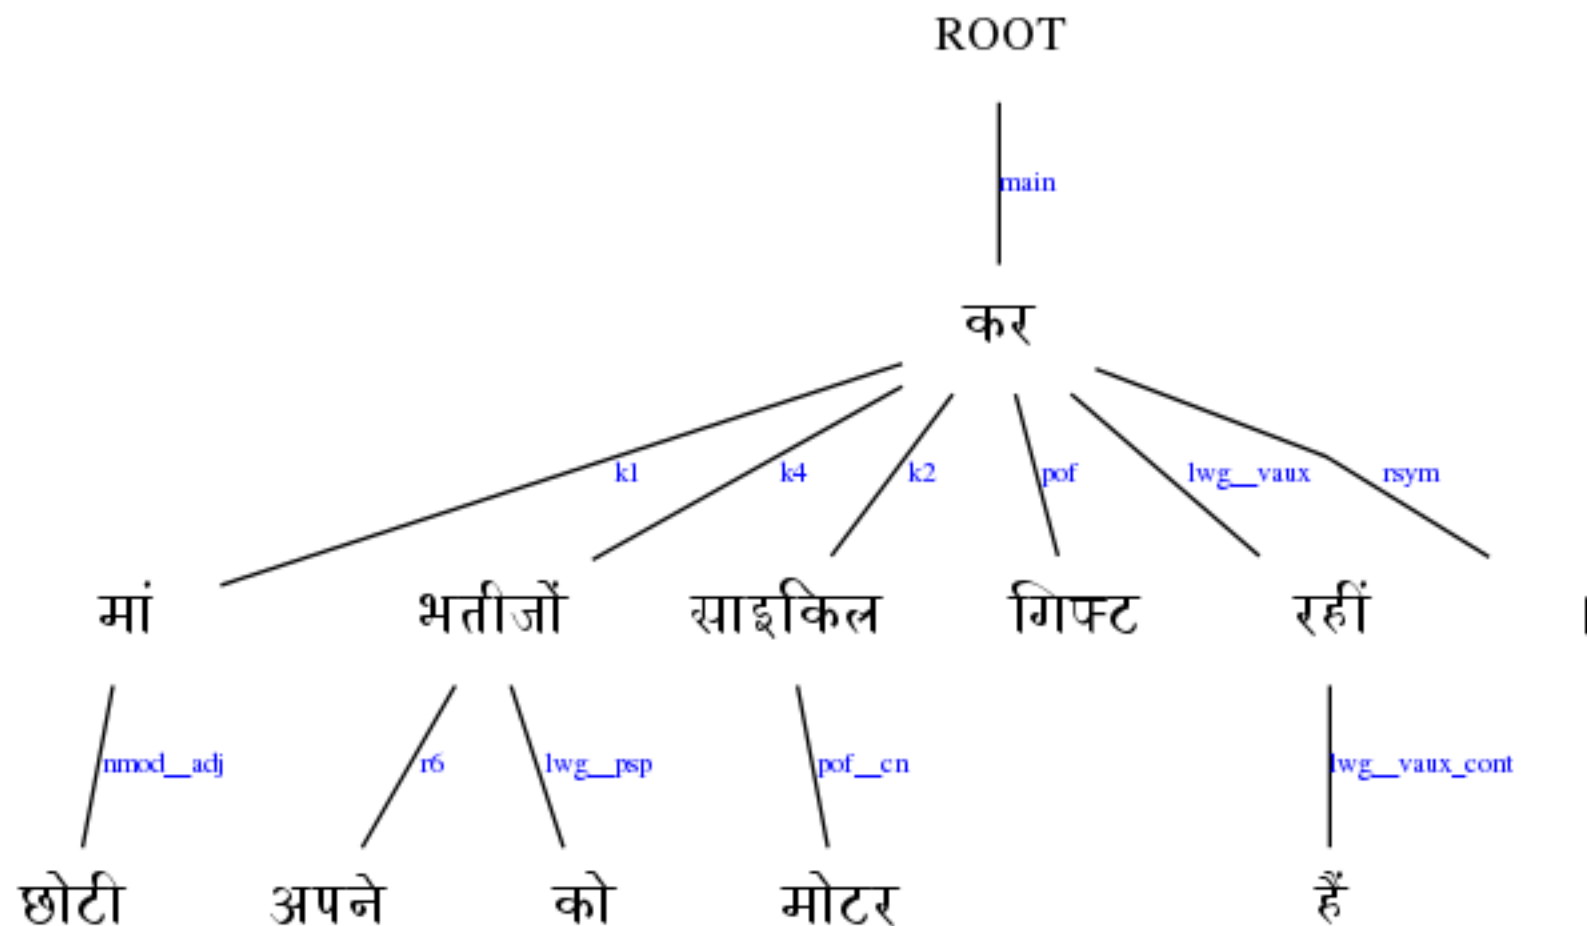 ROOT
main
कर
k1 k4 k2 pof lwg__vaux rsym
मां भतीजों साइकिल गिफ्ट रहीं ।
nmod__adj r6 lwg__psp pof__cn lwg__vaux_cont
छोटी अपने को मोटर हैं